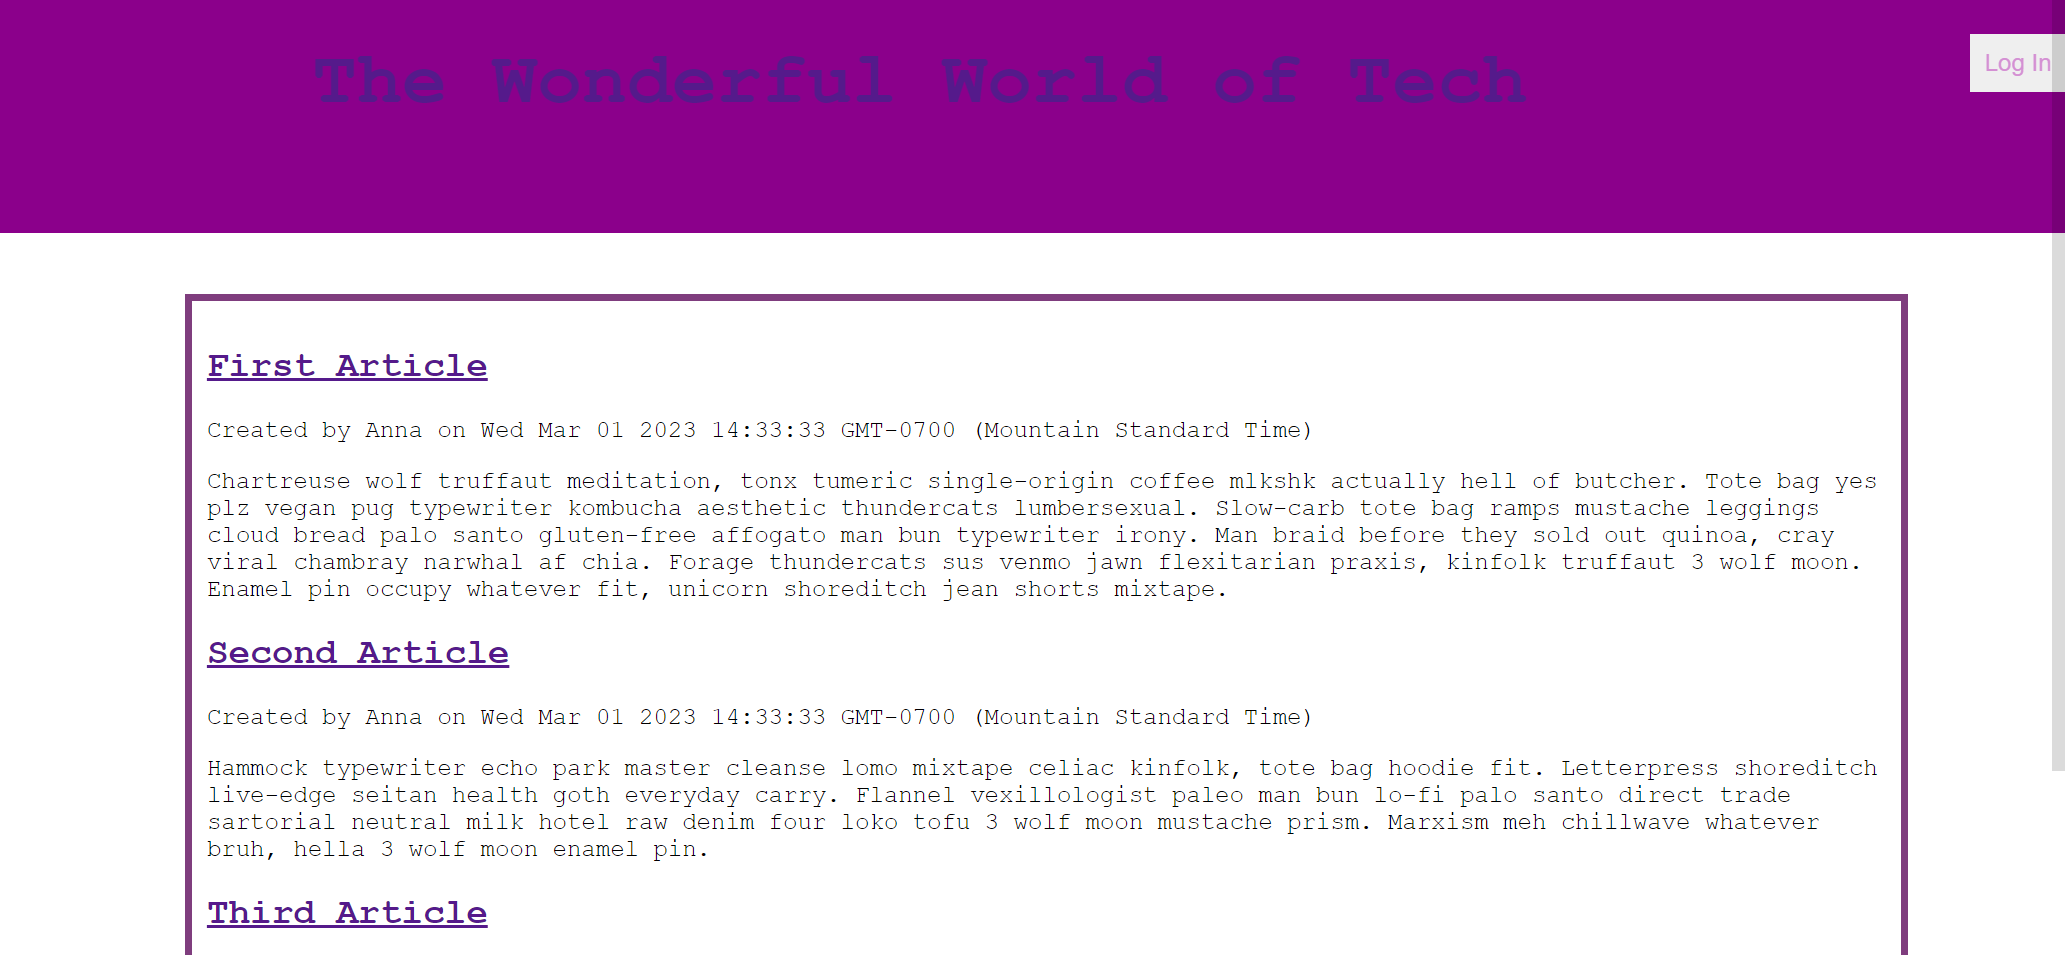 The Wonderful World of Tech
Log In
First Article
Created by Anna on Wed Mar 01 2023 14:33:33 GMT-0700 (Mountain Standard Time)
Chartreuse wolf truffaut meditation, tonx tumeric single-origin coffee mlkshk actually hell of butcher. Tote bag yes
plz vegan pug typewriter kombucha aesthetic thundercats lumbersexual. Slow-carb tote bag ramps mustache leggings
cloud bread palo santo gluten-free affogato man bun typewriter irony. Man braid before they sold out quinoa, cray
viral chambray narwhal af chia. Forage thundercats sus venmo jawn flexitarian praxis, kinfolk truffaut 3 wolf moon.
Enamel pin occupy whatever fit, unicorn shoreditch jean shorts mixtape.
Second Article
Created by Anna on Wed Mar 01 2023 14:33:33 GMT-0700 (Mountain Standard Time)
Hammock typewriter echo park master cleanse lomo mixtape celiac kinfolk, tote bag hoodie fit. Letterpress shoreditch
live-edge seitan health goth everyday carry. Flannel vexillologist paleo man bun lo-fi palo santo direct trade
sartorial neutral milk hotel raw denim four loko tofu 3 wolf moon mustache prism. Marxism meh chillwave whatever
bruh, hella 3 wolf moon enamel pin.
Third Article